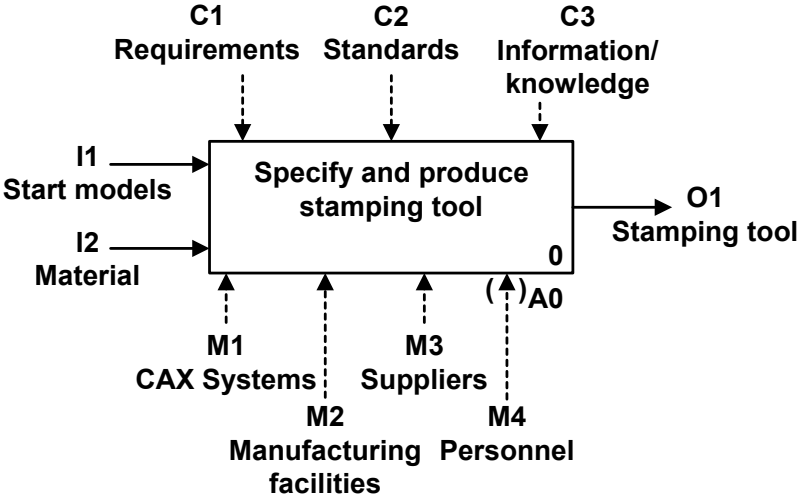 C1
Requirements
C2
Standards
C3
Information/
knowledge
I1
Start models
I2
Material
Specify and produce
stamping tool
0
( )A0
O1
Stamping tool
M1
CAX Systems
M3
Suppliers
M2
Manufacturing
facilities
M4
Personnel